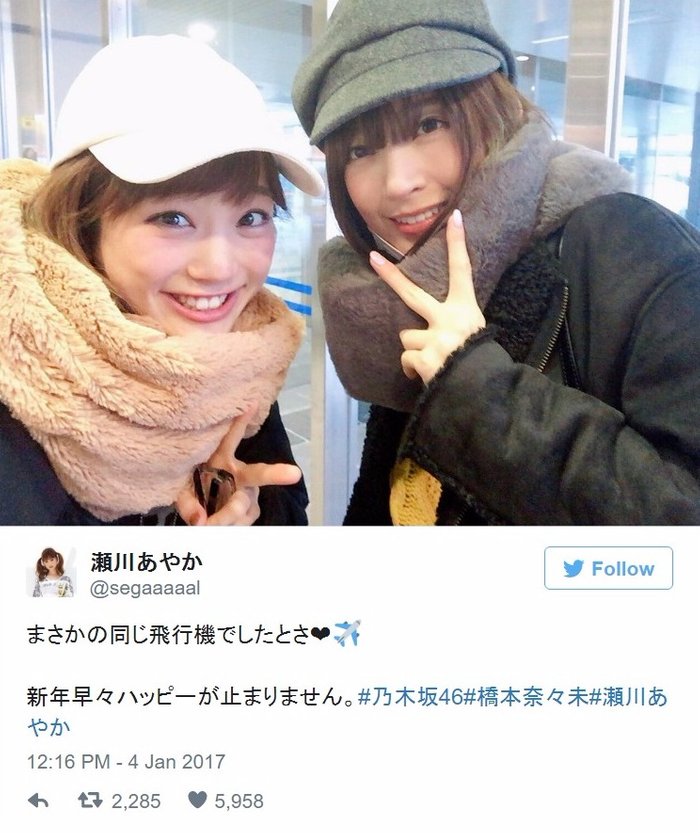 瀬川あやか
@segaaaaal
Follow
まさかの同じ飛行機でしたとさ❤✈
新年早々ハッピーが止まりません。#乃木坂46#橋本奈々未#瀬川あ
やか
12:16 PM - 4 Jan 2017
2,285 5,958